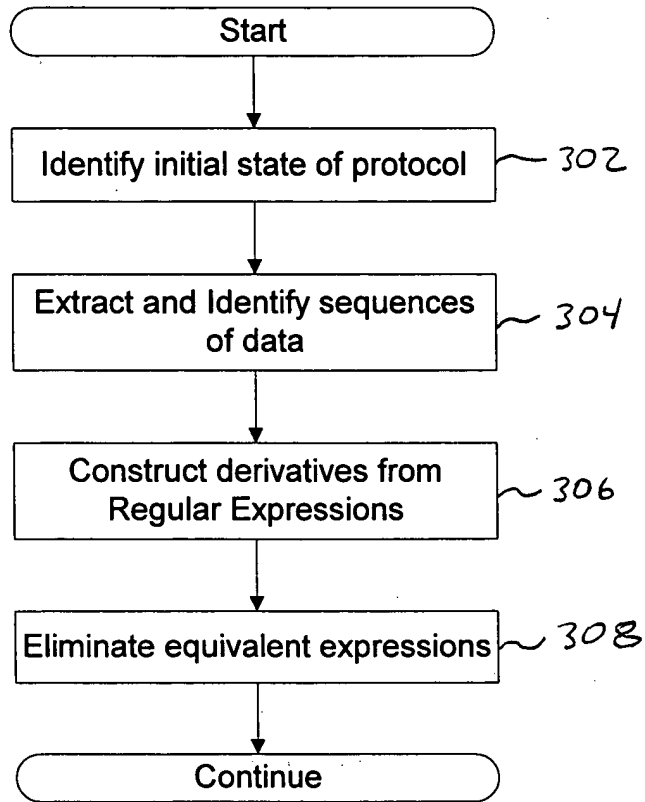 Start
Identify initial state of protocol
302
Extract and Identify sequences
of data
304
Construct derivatives from
Regular Expressions
306
Eliminate equivalent expressions
308
Continue